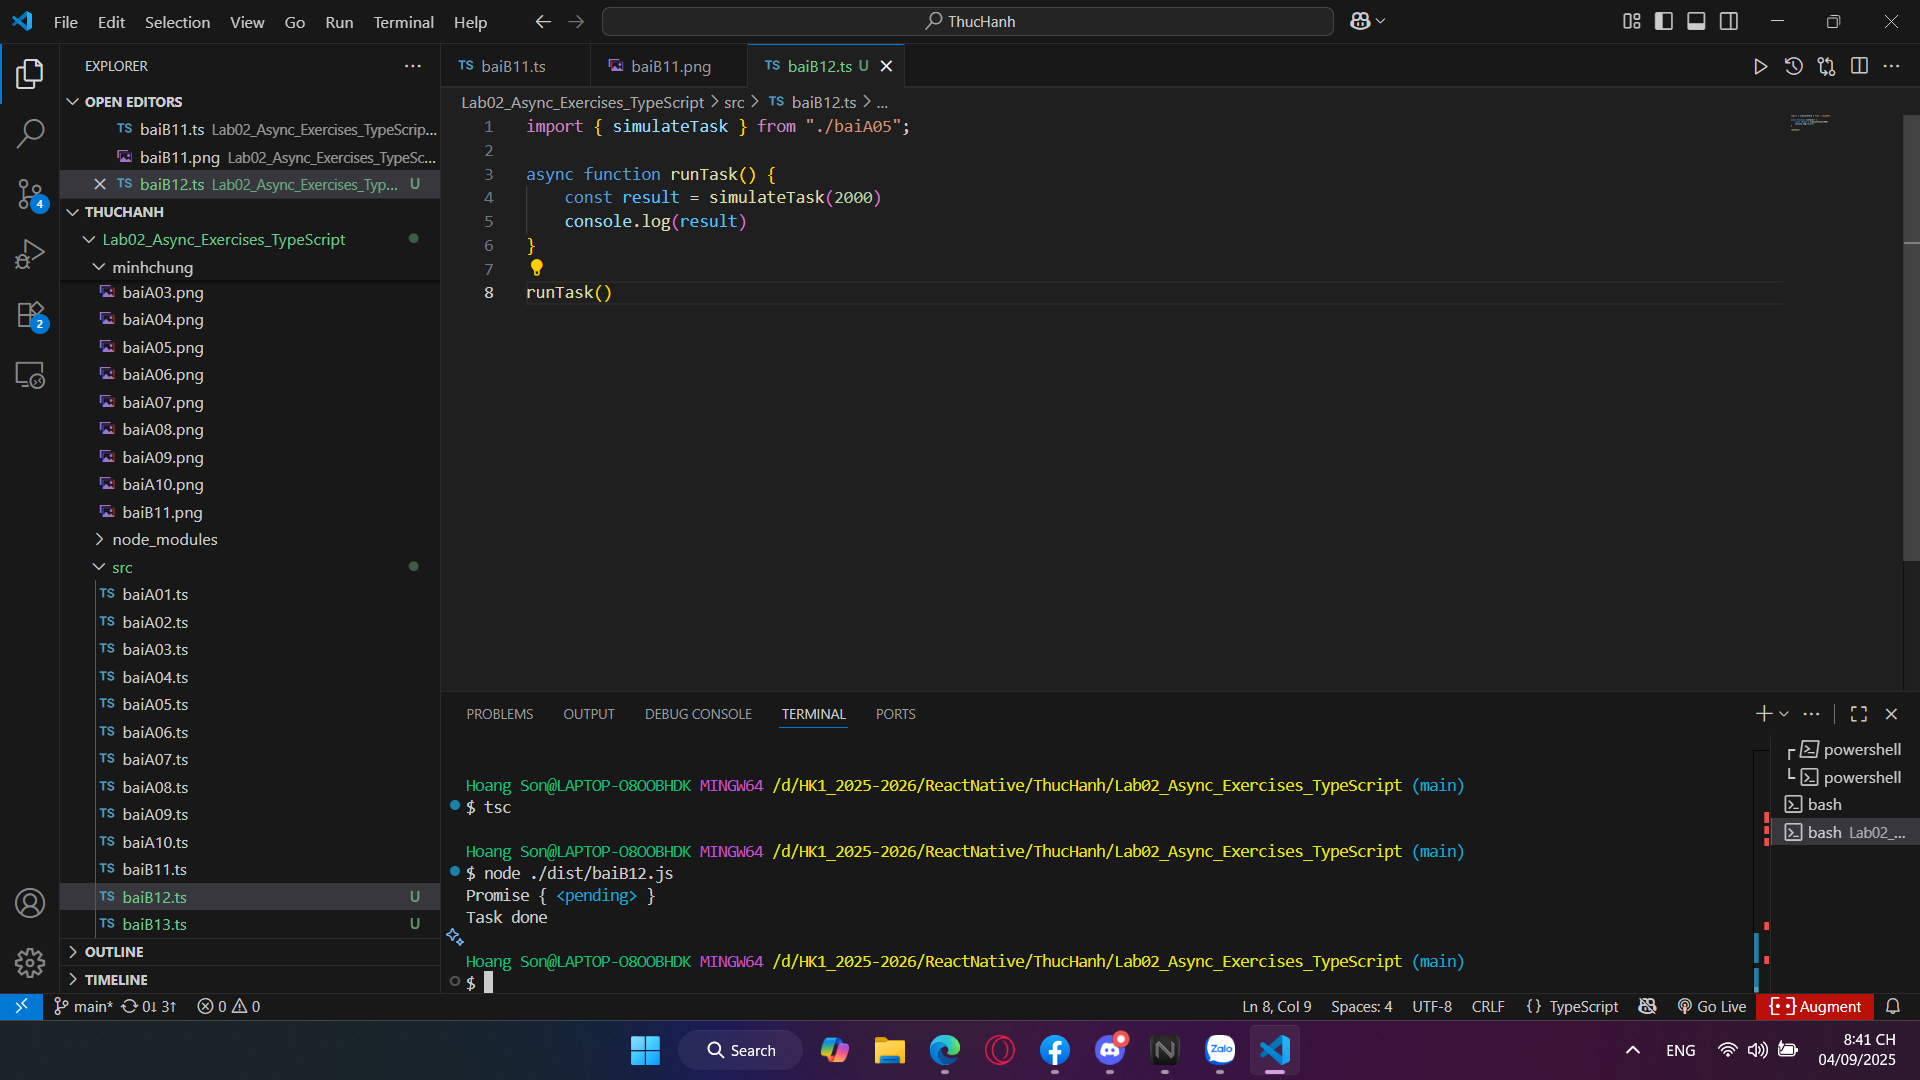 File Edit Selection View Go Run Terminal Help
ThucHanh
EXPLORER
OPEN EDITORS
TS baiB11.ts Lab02_Async_Exercises_TypeScrip...
baiB11.png Lab02_Async_Exercises_TypeSc...
TS baiB12.ts Lab02_Async_Exercises_Typ... U
THUCHANH
Lab02_Async_Exercises_TypeScript
minhchung
baiA03.png
baiA04.png
baiA05.png
baiA06.png
baiA07.png
baiA08.png
baiA09.png
baiA10.png
baiB11.png
node_modules
src
TS baiA01.ts
TS baiA02.ts
TS baiA03.ts
TS baiA04.ts
TS baiA05.ts
TS baiA06.ts
TS baiA07.ts
TS baiA08.ts
TS baiA09.ts
TS baiA10.ts
TS baiB11.ts
TS baiB12.ts U
TS baiB13.ts U
OUTLINE
TIMELINE
4
2
TS baiB11.ts baiB11.png TS baiB12.ts U
Lab02_Async_Exercises_TypeScript > src > TS baiB12.ts > ...
1 import { simulateTask } from "./baiA05";
2
3 async function runTask() {
4 const result = simulateTask(2000)
5 console.log(result)
6 }
7
8 runTask()
PROBLEMS OUTPUT DEBUG CONSOLE TERMINAL PORTS
Hoang Son@LAPTOP-O8OOBHDK MINGW64 /d/HK1_2025-2026/ReactNative/ThucHanh/Lab02_Async_Exercises_TypeScript (main)
$ tsc
Hoang Son@LAPTOP-O8OOBHDK MINGW64 /d/HK1_2025-2026/ReactNative/ThucHanh/Lab02_Async_Exercises_TypeScript (main)
$ node ./dist/baiB12.js
Promise { <pending> }
Task done
Hoang Son@LAPTOP-O8OOBHDK MINGW64 /d/HK1_2025-2026/ReactNative/ThucHanh/Lab02_Async_Exercises_TypeScript (main)
$
powershell
powershell
bash
bash Lab02_...
main* 0↓ 3↑ 0 0 Ln 8, Col 9 Spaces: 4 UTF-8 CRLF {} TypeScript Go Live Augment
Search
Zalo
ENG
8:41 CH
04/09/2025